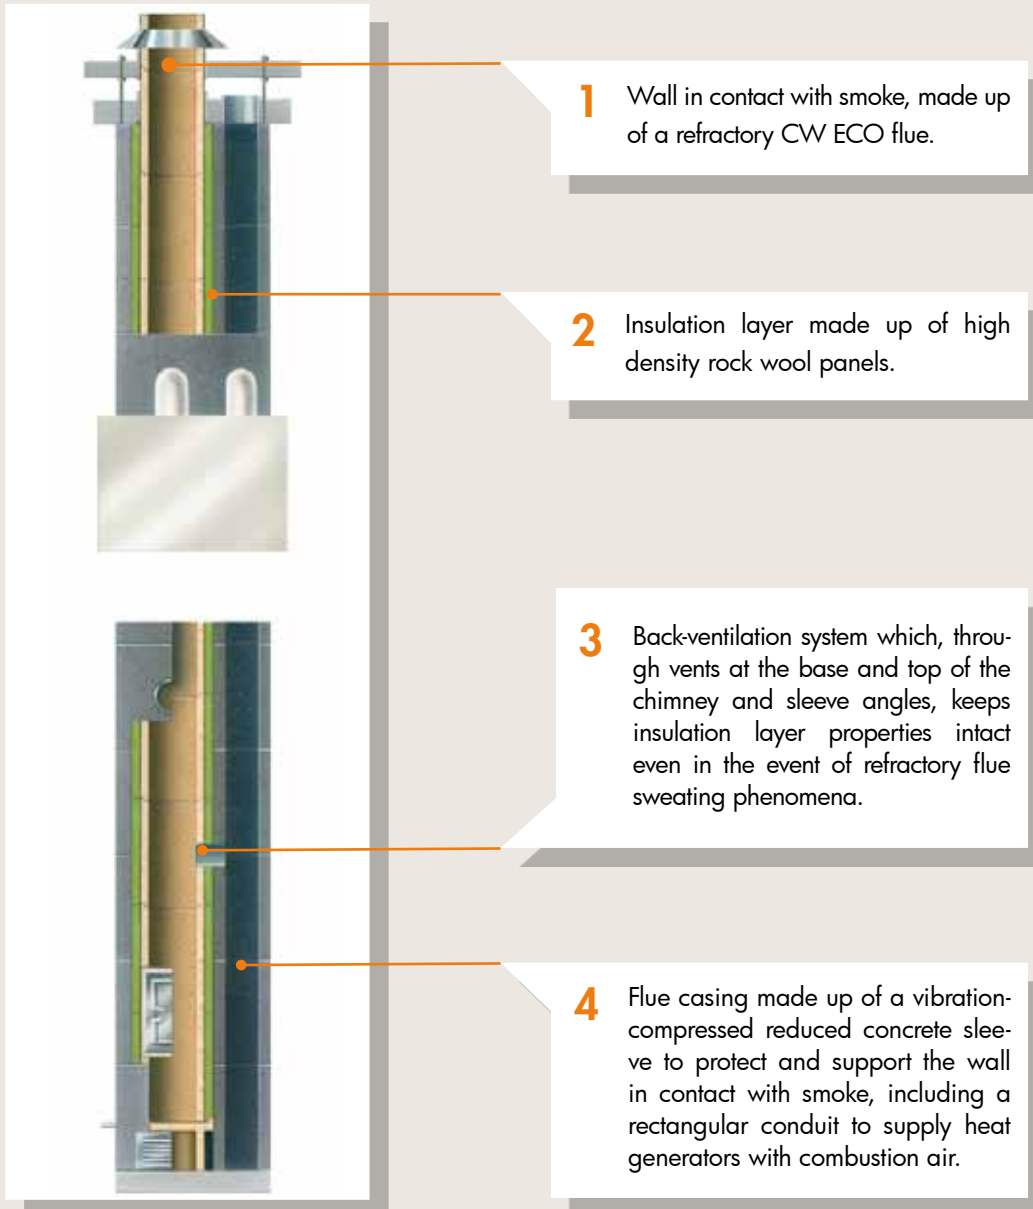 1 Wall in contact with smoke, made up
of a refractory CW ECO flue.
2 Insulation layer made up of high
density rock wool panels.
3 Back-ventilation system which, throu-
gh vents at the base and top of the
chimney and sleeve angles, keeps
insulation layer properties intact
even in the event of refractory flue
sweating phenomena.
4 Flue casing made up of a vibration-
compressed reduced concrete slee-
ve to protect and support the wall
in contact with smoke, including a
rectangular conduit to supply heat
generators with combustion air.